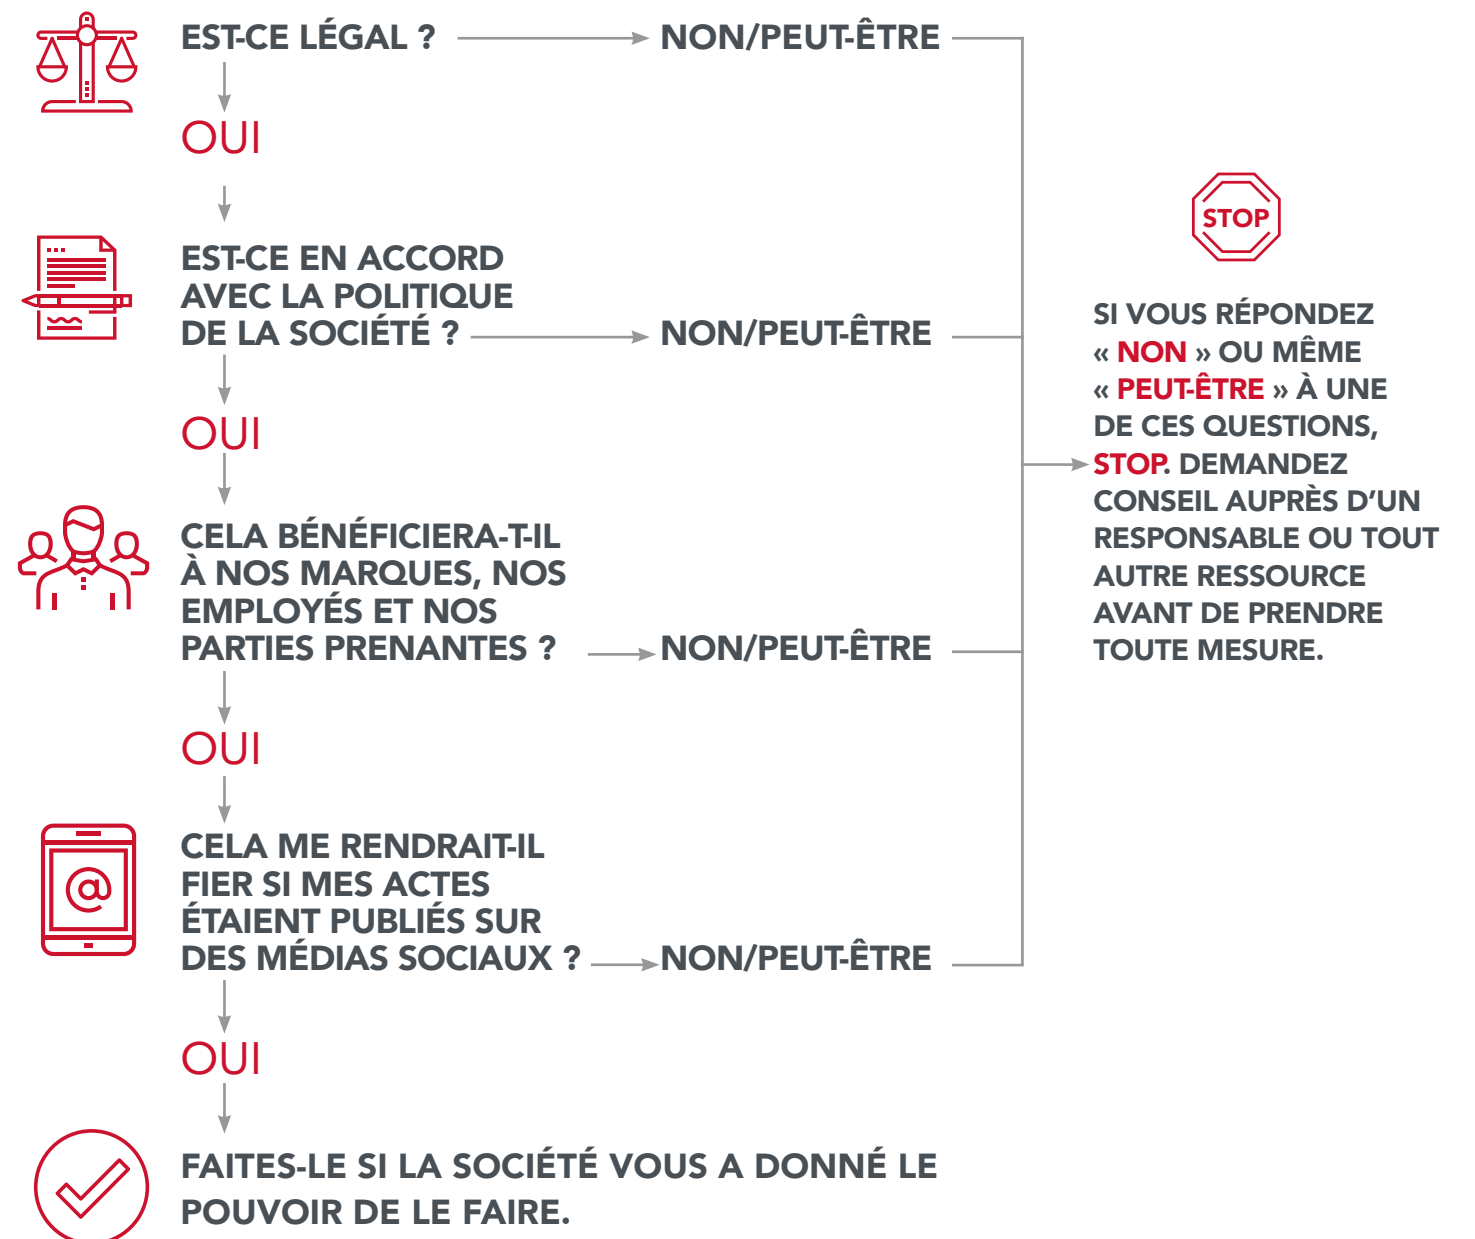 EST-CE LÉGAL ?
NON/PEUT-ÊTRE
OUI
EST-CE EN ACCORD
AVEC LA POLITIQUE
DE LA SOCIÉTÉ ?
NON/PEUT-ÊTRE
OUI
CELA BÉNÉFICIERA-T-IL
À NOS MARQUES, NOS
EMPLOYÉS ET NOS
PARTIES PRENANTES ?
NON/PEUT-ÊTRE
OUI
@
CELA ME RENDRAIT-IL
FIER SI MES ACTES
ÉTAIENT PUBLIÉS SUR
DES MÉDIAS SOCIAUX ?
NON/PEUT-ÊTRE
OUI
FAITES-LE SI LA SOCIÉTÉ VOUS A DONNÉ LE
POUVOIR DE LE FAIRE.
STOP
SI VOUS RÉPONDEZ
« NON » OU MÊME
« PEUT-ÊTRE » À UNE
DE CES QUESTIONS,
STOP. DEMANDEZ
CONSEIL AUPRÈS D’UN
RESPONSABLE OU TOUT
AUTRE RESSOURCE
AVANT DE PRENDRE
TOUTE MESURE.